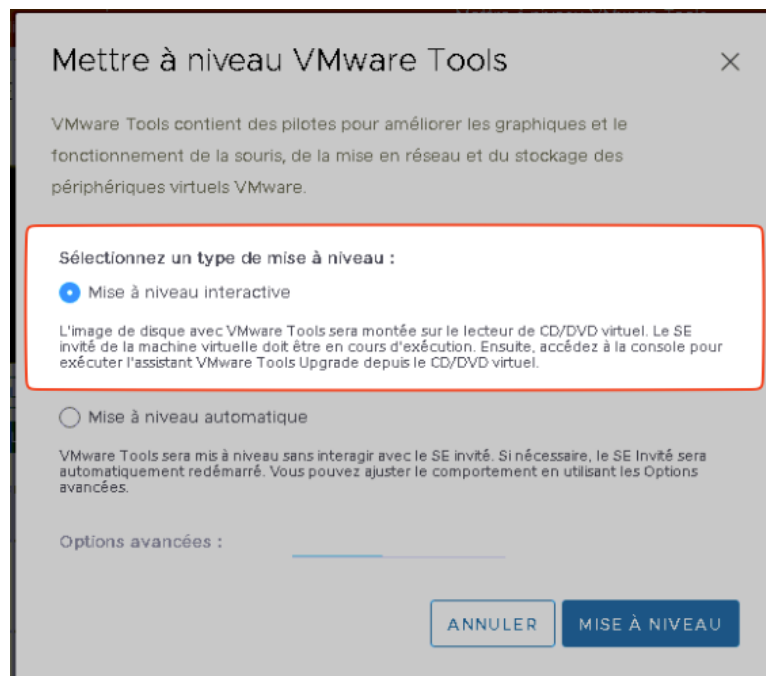 Mettre à niveau VMware Tools
VMware Tools contient des pilotes pour améliorer les graphiques et le
fonctionnement de la souris, de la mise en réseau et du stockage des
périphériques virtuels VMware.
Sélectionnez un type de mise à niveau :
Mise à niveau interactive
L'image de disque avec VMware Tools sera montée sur le lecteur de CD/DVD virtuel. Le SE
invité de la machine virtuelle doit être en cours d'exécution. Ensuite, accédez à la console pour
exécuter l'assistant VMware Tools Upgrade depuis le CD/DVD virtuel.
Mise à niveau automatique
VMware Tools sera mis à niveau sans interagir avec le SE invité. Si nécessaire, le SE Invité sera
automatiquement redémarré. Vous pouvez ajuster le comportement en utilisant les Options
avancées.
Options avancées :
ANNULER
MISE À NIVEAU